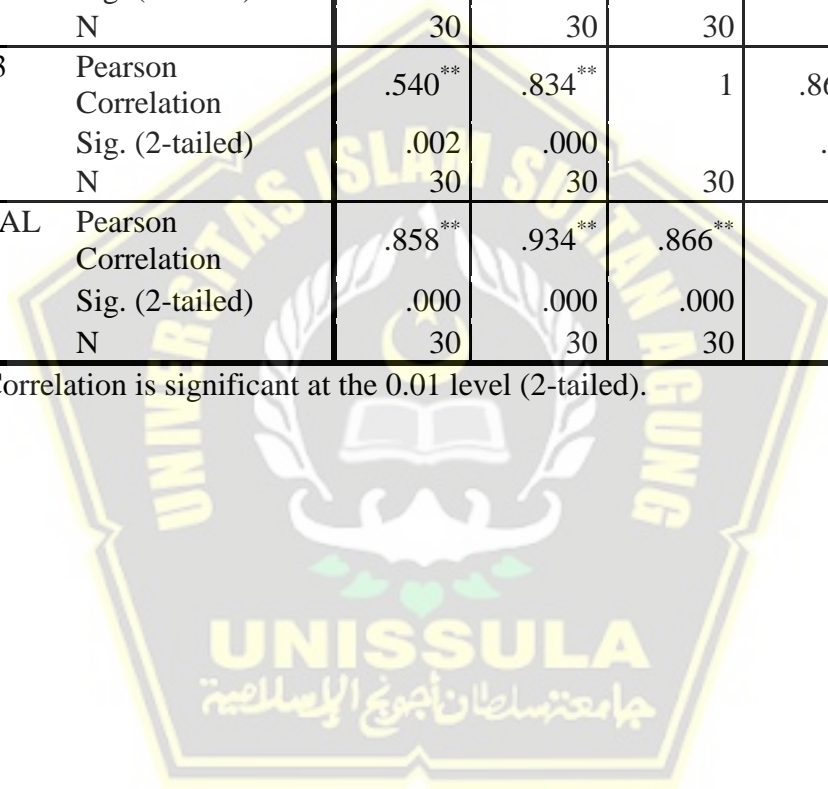 N 30 30 30
3 Pearson Correlation .540** .834** 1
Sig. (2-tailed) .002 .000
N 30 30 30
AL Pearson Correlation .858** .934** .866**
Sig. (2-tailed) .000 .000 .000
N 30 30 30
Correlation is significant at the 0.01 level (2-tailed).
UNIVERSITAS ISLAM SULTAN AGUNG
UNISSULA
جامعة سلطان أجونج الإسلامية